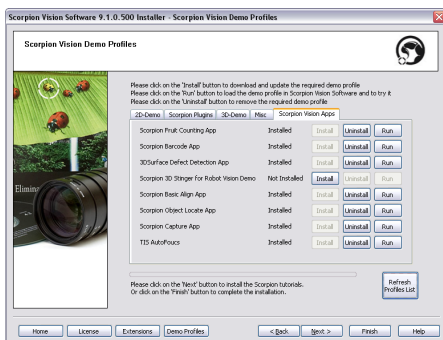 Scorpion Vision Software 9.1.0.500 Installer - Scorpion Vision Demo Profiles
Scorpion Vision Demo Profiles
Please click on the 'Install' button to download and update the required demo profile
Please click on the 'Run' button to load the demo profile in Scorpion Vision Software and to try it
Please click on the 'Uninstall' button to remove the required demo profile
2D-Demo Scorpion Plugins 3D-Demo Misc Scorpion Vision Apps
Scorpion Fruit Counting App Installed Install Uninstall Run
Scorpion Barcode App Installed Install Uninstall Run
3DSurface Defect Detection App Installed Install Uninstall Run
Scorpion 3D Stinger for Robot Vision Demo Not Installed Install Uninstall Run
Scorpion Basic Align App Installed Install Uninstall Run
Scorpion Object Locate App Installed Install Uninstall Run
Scorpion Capture App Installed Install Uninstall Run
TIS AutoFoucs Installed Install Uninstall Run
Elimina
Please click on the 'Next' button to install the Scorpion tutorials.
Or click on the 'Finish' button to complete the installation.
Refresh
Profiles List
Home License Extensions Demo Profiles < Back Next > Finish Help